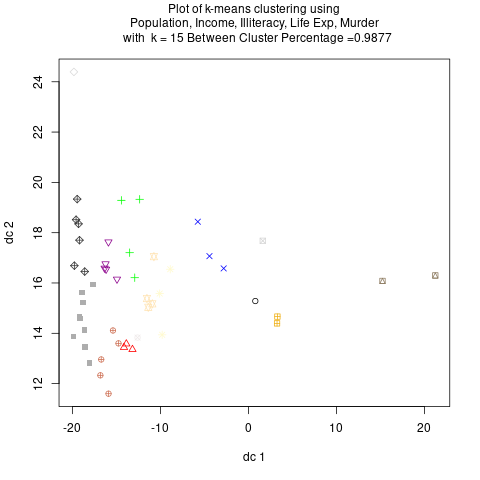 Plot of k-means clustering using
Population, Income, Illiteracy, Life Exp, Murder
with  k = 15 Between Cluster Percentage =0.9877
24
22
20
18
16
14
12
dc 2
-20 -10 0 10 20
dc 1